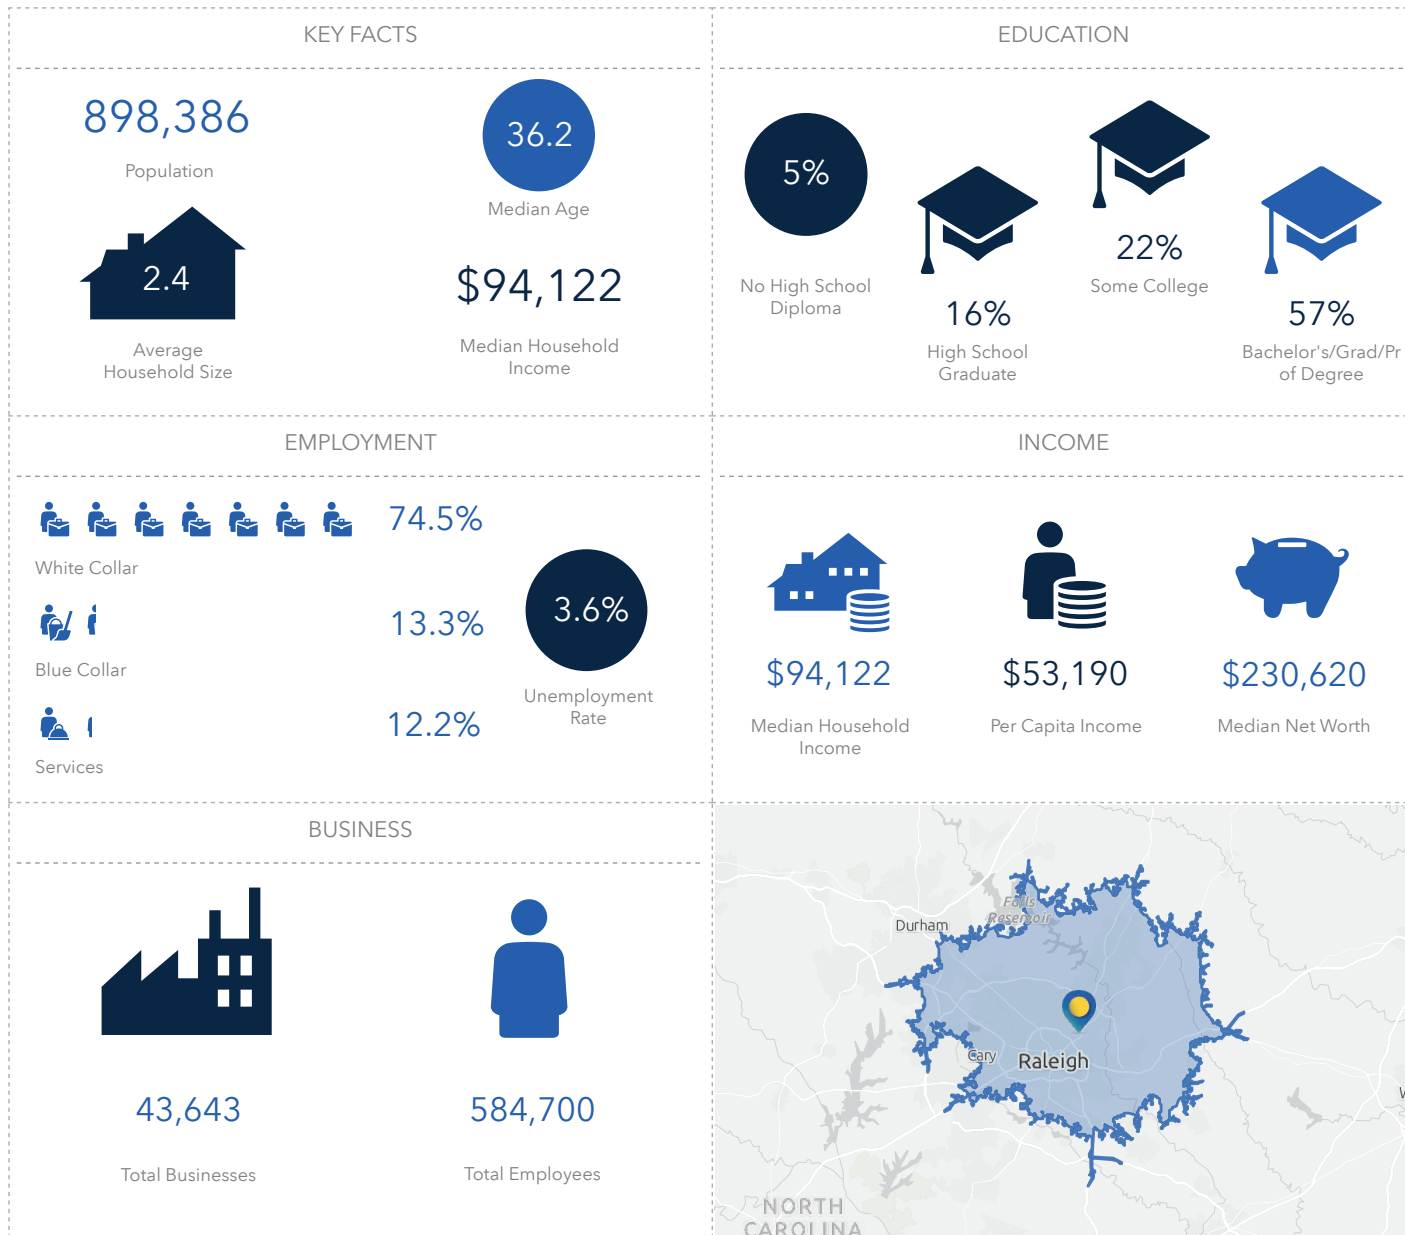 KEY FACTS
898,386
Population
36.2
Median Age
2.4
Average
Household Size
$94,122
Median Household
Income
EDUCATION
5%
No High School
Diploma
16%
High School
Graduate
22%
Some College
57%
Bachelor's/Grad/Pr
of Degree
EMPLOYMENT
74.5%
White Collar
13.3%
Blue Collar
12.2%
Services
3.6%
Unemployment
Rate
INCOME
$94,122
Median Household
Income
$53,190
Per Capita Income
$230,620
Median Net Worth
BUSINESS
43,643
Total Businesses
584,700
Total Employees
Falls
Reservoir
Durham
Cary
Raleigh
NORTH
CAROLINA